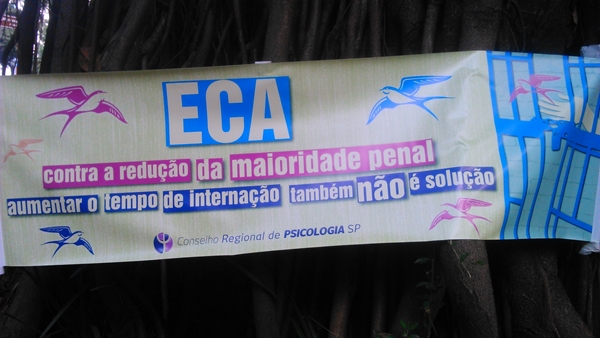 ECA
contra a redução da maioridade penal
aumentar o tempo de internação também não é solução
Conselho Regional de PSICOLOGIA SP